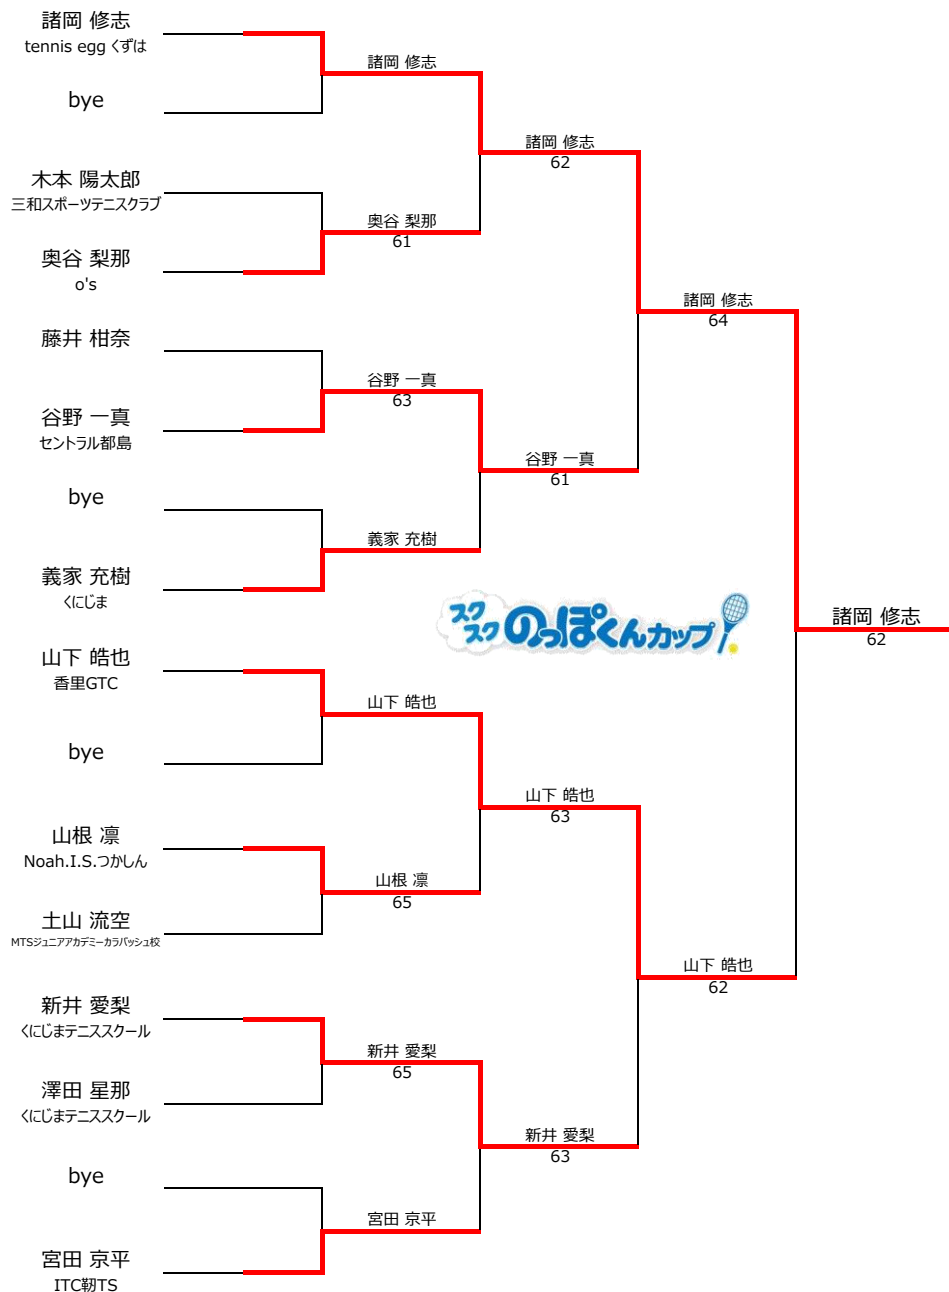 諸岡 修志
tennis egg くずは
bye
木本 陽太郎
三和スポーツテニスクラブ
奥谷 梨那
o's
藤井 柑奈
谷野 一真
セントラル都島
bye
義家 充樹
くにじま
山下 皓也
香里GTC
bye
山根 凛
Noah.I.S.つかしん
土山 流空
MTSジュニアアカデミーカラバッシュ校
新井 愛梨
くにじまテニススクール
澤田 星那
くにじまテニススクール
bye
宮田 京平
ITC靭TS
諸岡 修志
奥谷 梨那
61
谷野 一真
63
義家 充樹
山下 皓也
山根 凛
65
新井 愛梨
65
宮田 京平
諸岡 修志
62
谷野 一真
61
山下 皓也
63
新井 愛梨
63
諸岡 修志
64
山下 皓也
62
諸岡 修志
62
スクスク のっぽくんカップ